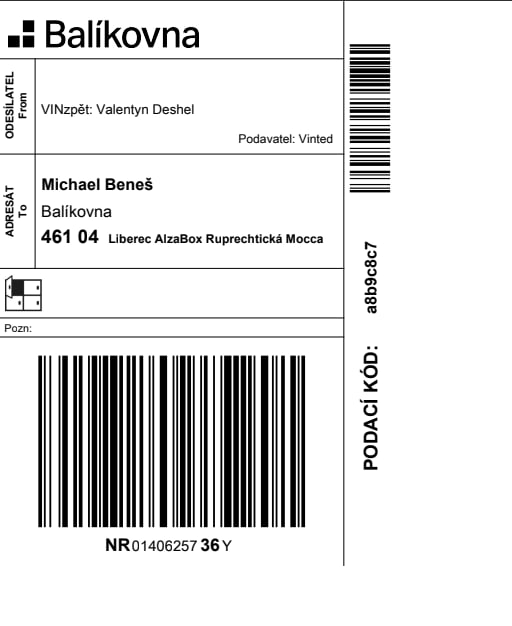 Balíkovna
ODESÍLATEL
From
VINzpět: Valentyn Deshel
Podavatel: Vinted
ADRESÁT
To
Michael Beneš
Balíkovna
461 04 Liberec AlzaBox Ruprechtická Mocca
Pozn:
NR01406257 36 Y
PODACÍ KÓD: a8b9c8c7